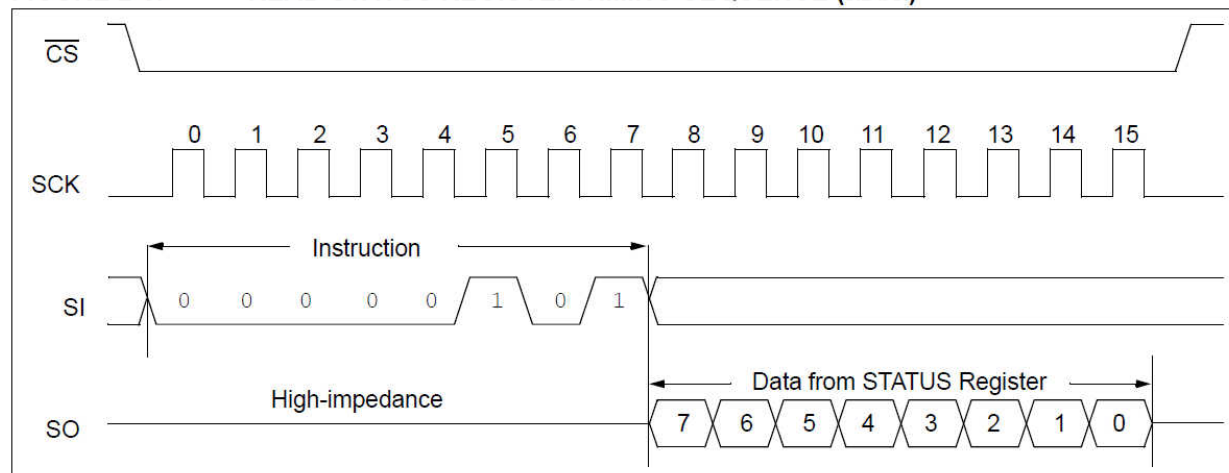 CS
0 1 2 3 4 5 6 7 8 9 10 11 12 13 14 15
SCK
Instruction
SI 0 0 0 0 0 1 0 1
Data from STATUS Register
High-impedance
SO 7 6 5 4 3 2 1 0